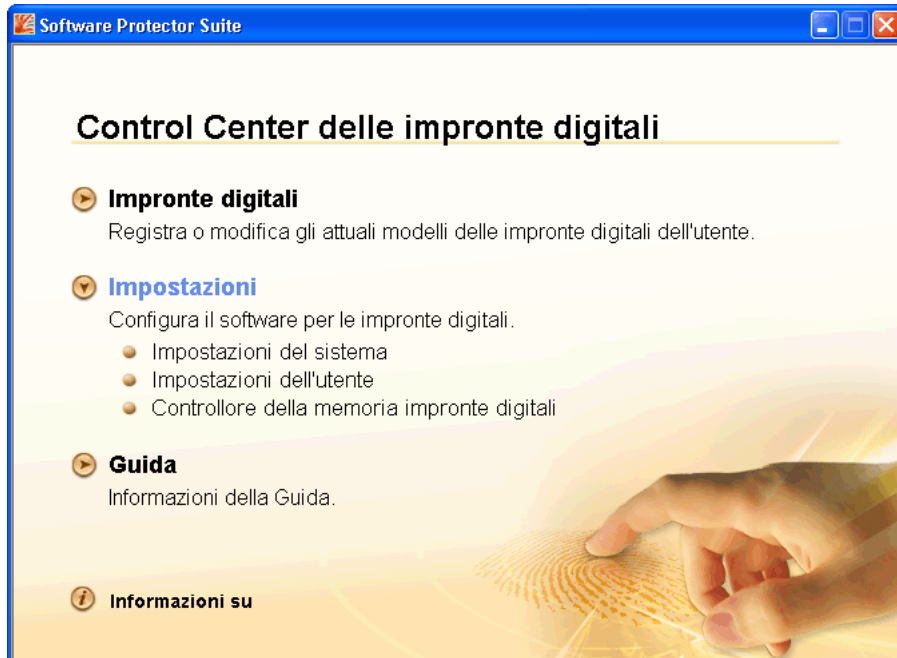 Software Protector Suite
Control Center delle impronte digitali
Impronte digitali
Registra o modifica gli attuali modelli delle impronte digitali dell'utente.
Impostazioni
Configura il software per le impronte digitali.
Impostazioni del sistema
Impostazioni dell'utente
Controllore della memoria impronte digitali
Guida
Informazioni della Guida.
Informazioni su